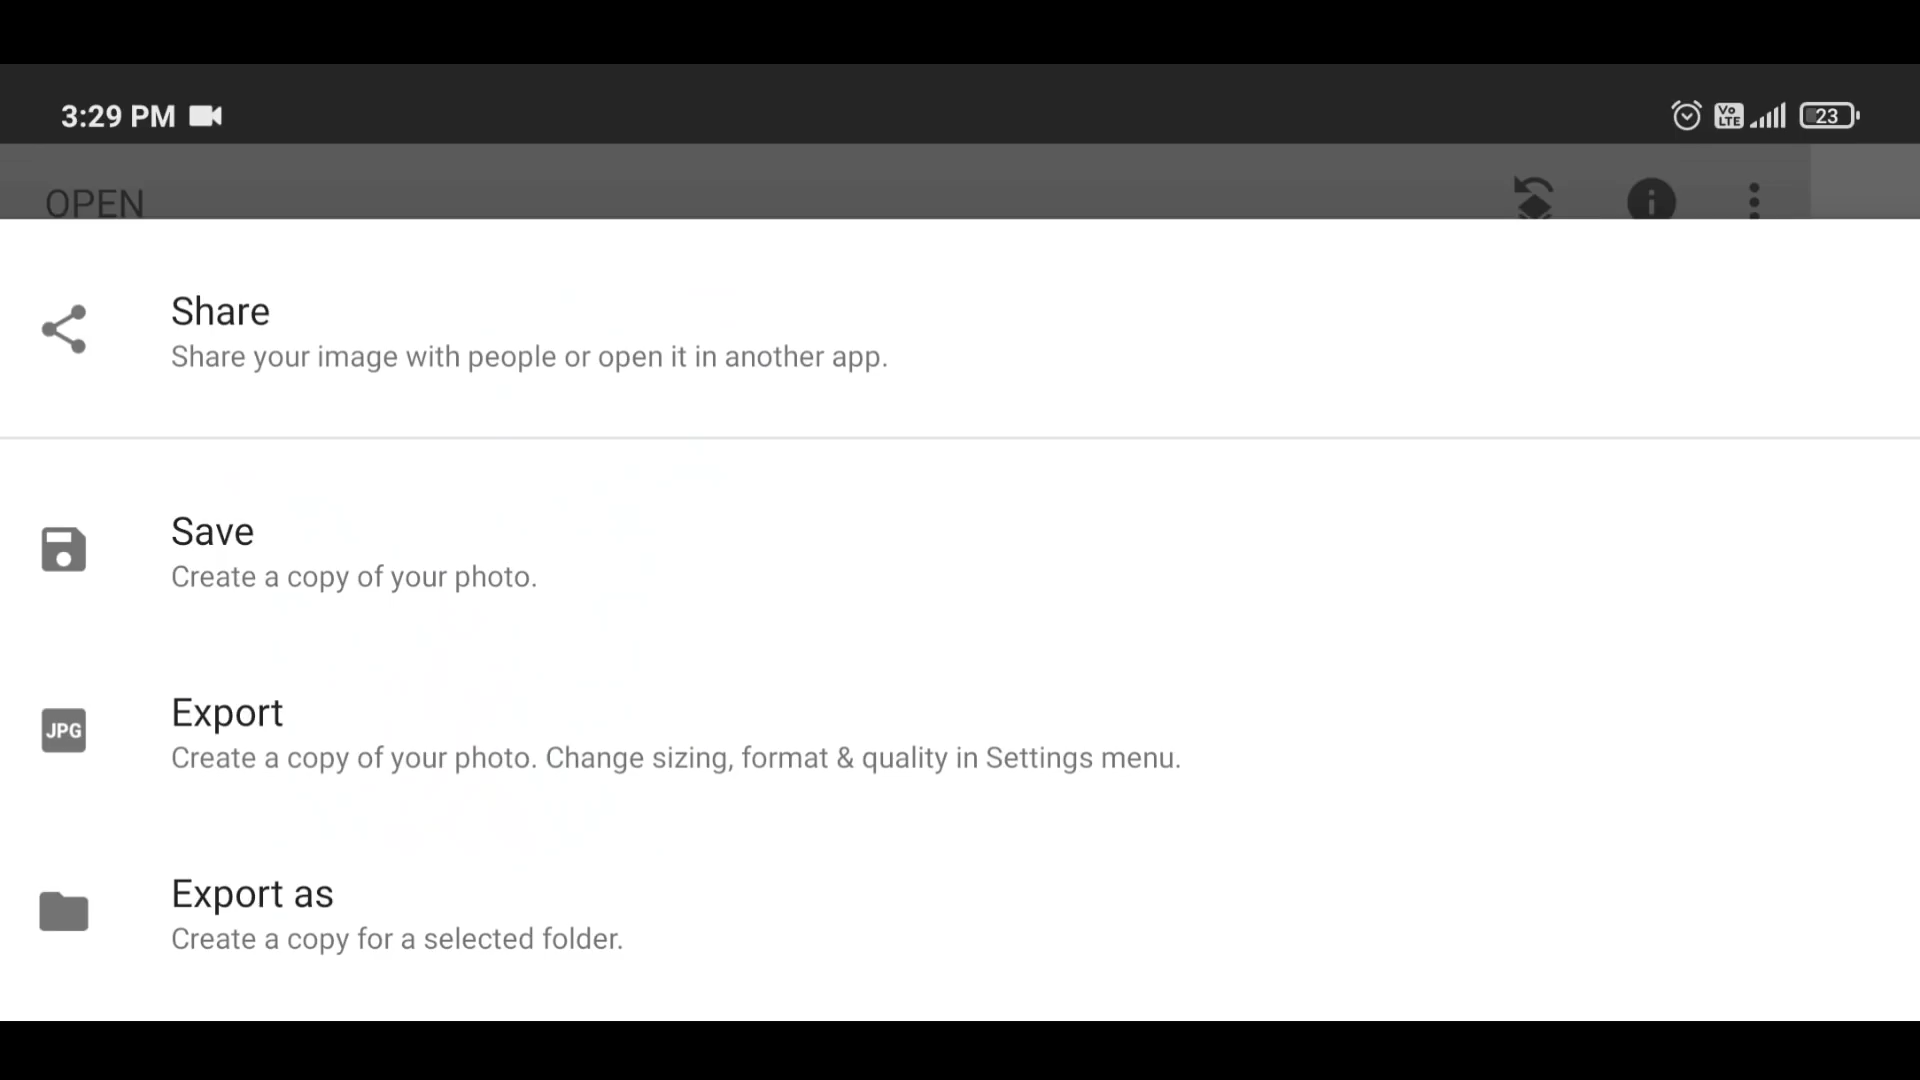 3:29 PM
Vo
LTE
23
OPEN
Share
Share your image with people or open it in another app.
Save
Create a copy of your photo.
JPG
Export
Create a copy of your photo. Change sizing, format & quality in Settings menu.
Export as
Create a copy for a selected folder.